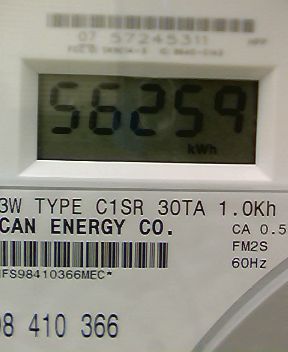 07 57245311
56259
kWh
3W TYPE C1SR 30TA 1.0Kh
CAN ENERGY CO.
CA 0.5
FM2S
60Hz
MFS98410366MEC*
98 410 366